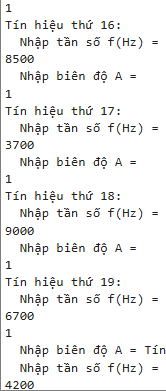 1
Tín hiệu thứ 16:
Nhập tần số f(Hz) =
8500
Nhập biên độ A =
1
Tín hiệu thứ 17:
Nhập tần số f(Hz) =
3700
Nhập biên độ A =
1
Tín hiệu thứ 18:
Nhập tần số f(Hz) =
9000
Nhập biên độ A =
1
Tín hiệu thứ 19:
Nhập tần số f(Hz) =
6700
1
Nhập biên độ A = Tín
Nhập tần số f(Hz) =
4200